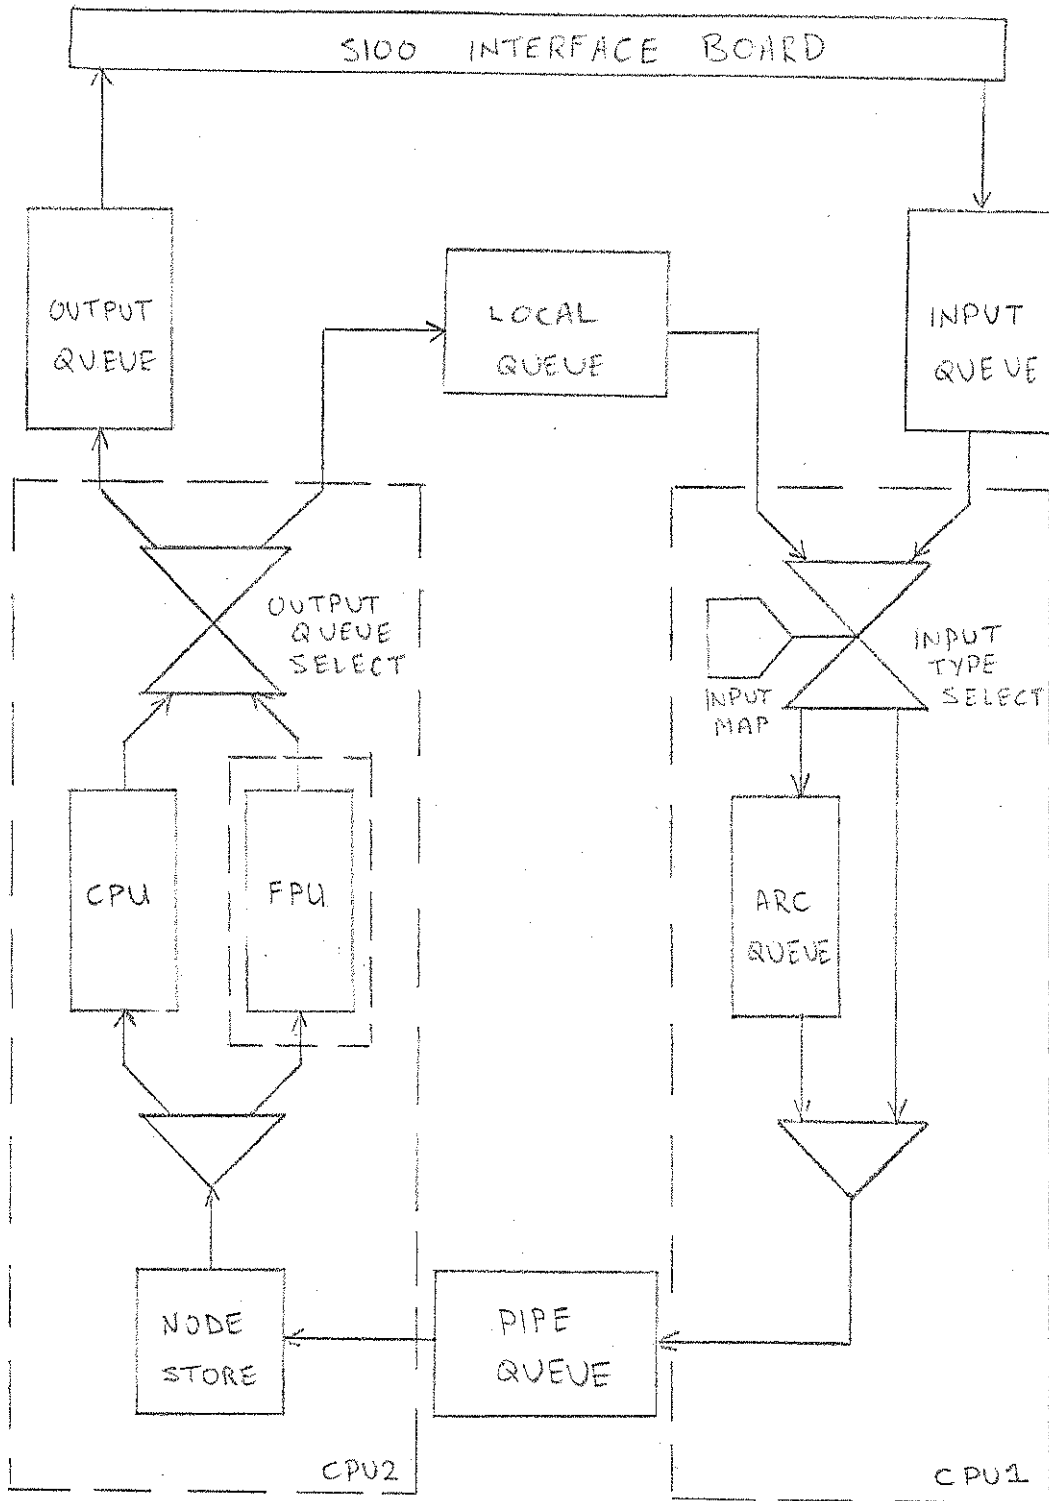 S100 INTERFACE BOARD
OUTPUT
QUEUE
LOCAL
QUEUE
INPUT
QUEUE
OUTPUT
QUEUE
SELECT
INPUT
TYPE
SELECT
INPUT
MAP
CPU
FPU
ARC
QUEUE
NODE
STORE
PIPE
QUEUE
CPU2
CPU1